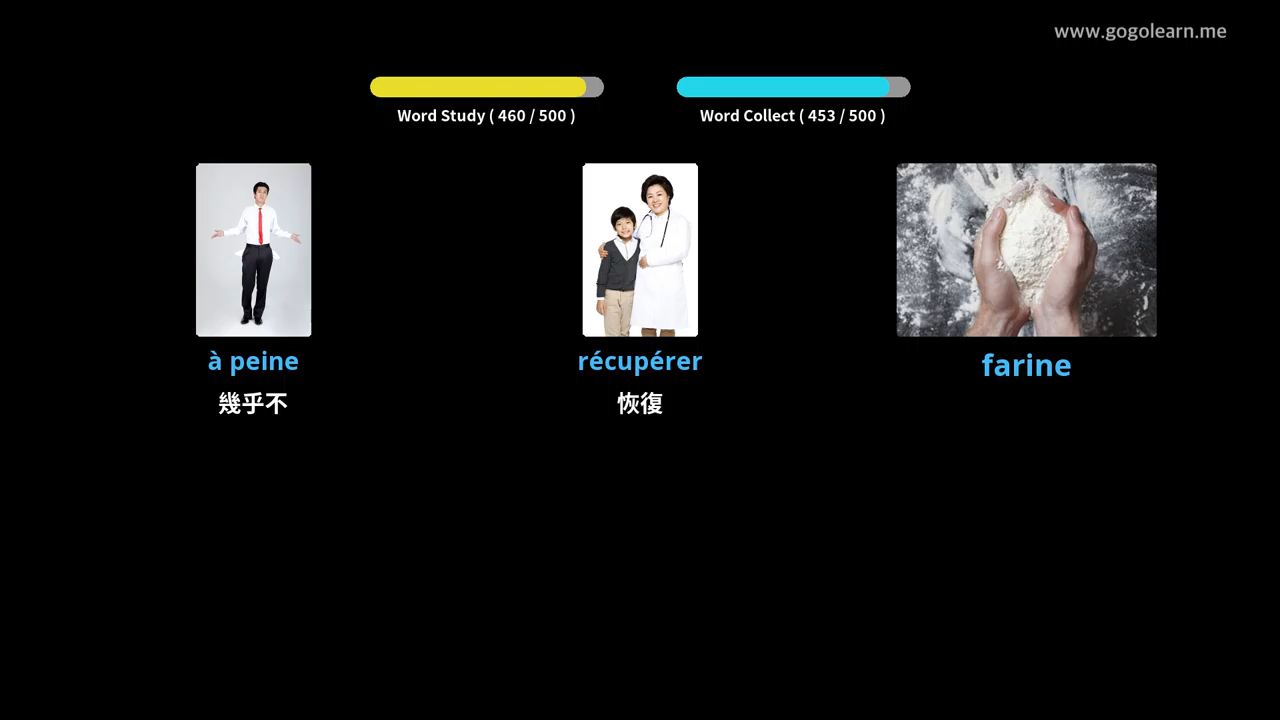 www.gogolearn.me
Word Study ( 460 / 500 )
Word Collect ( 453 / 500 )
à peine
récupérer
farine
幾乎不
恢復